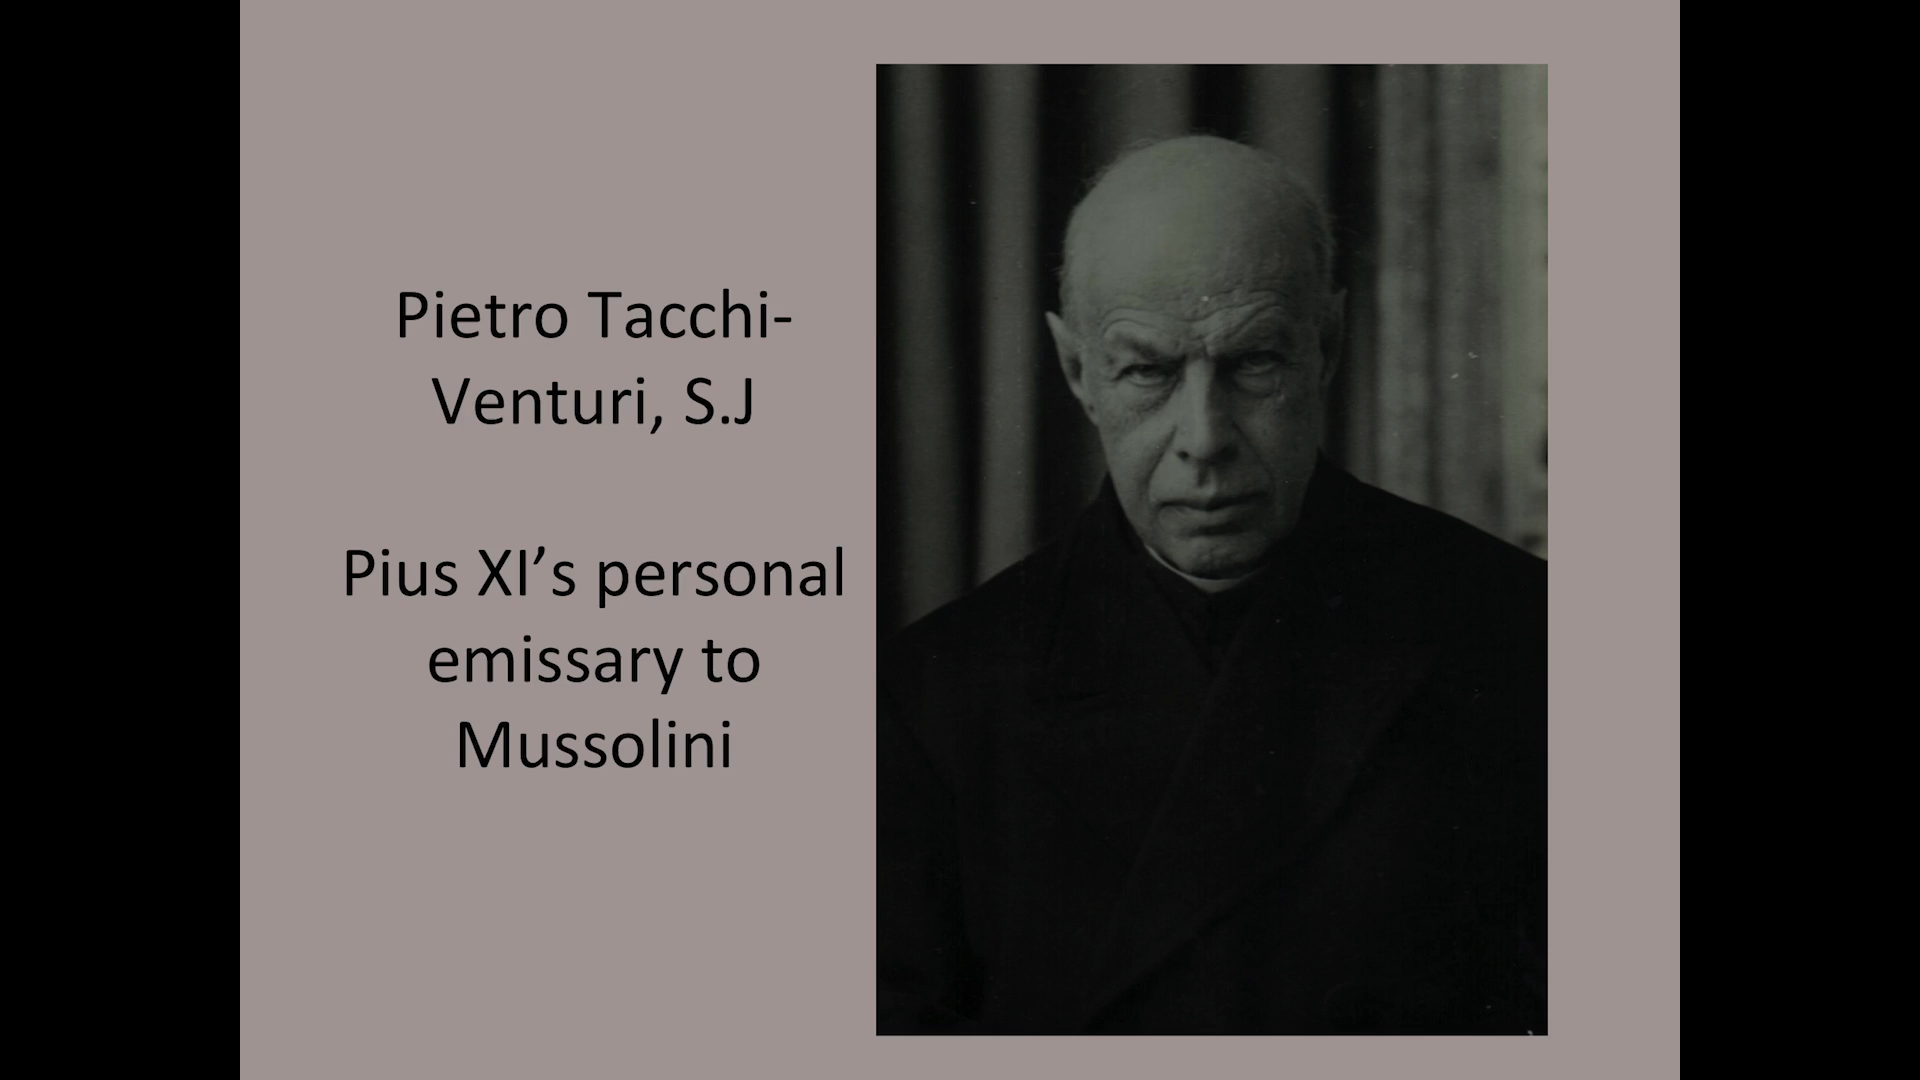 Pietro Tacchi-
Venturi, S.J
Pius XI’s personal
emissary to
Mussolini